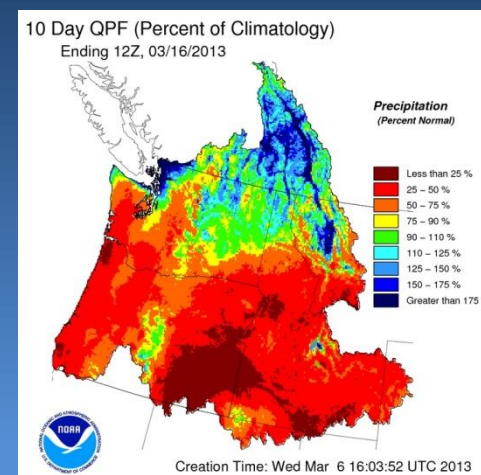 10 Day QPF (Percent of Climatology)
Ending 12Z, 03/16/2013
Precipitation
(Percent Normal)
Less than 25 %
25 – 50 %
50 – 75 %
75 – 90 %
90 – 110 %
110 – 125 %
125 – 150 %
150 – 175 %
Greater than 175
NOAA
Creation Time: Wed Mar 6 16:03:52 UTC 2013